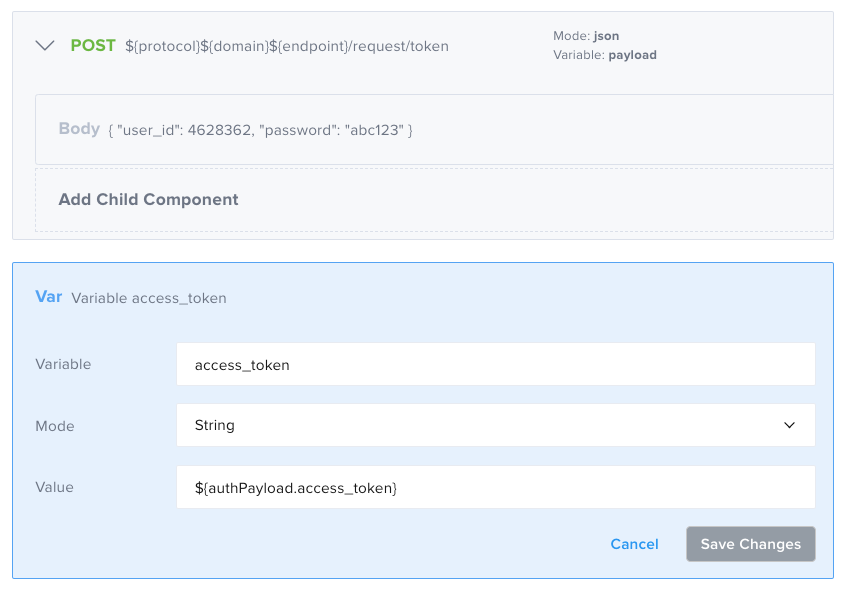 POST ${protocol}${domain}${endpoint}/request/token
Mode: json
Variable: payload
Body { "user_id": 4628362, "password": "abc123" }
Add Child Component
Var Variable access_token
Variable access_token
Mode String
Value ${authPayload.access_token}
Cancel Save Changes